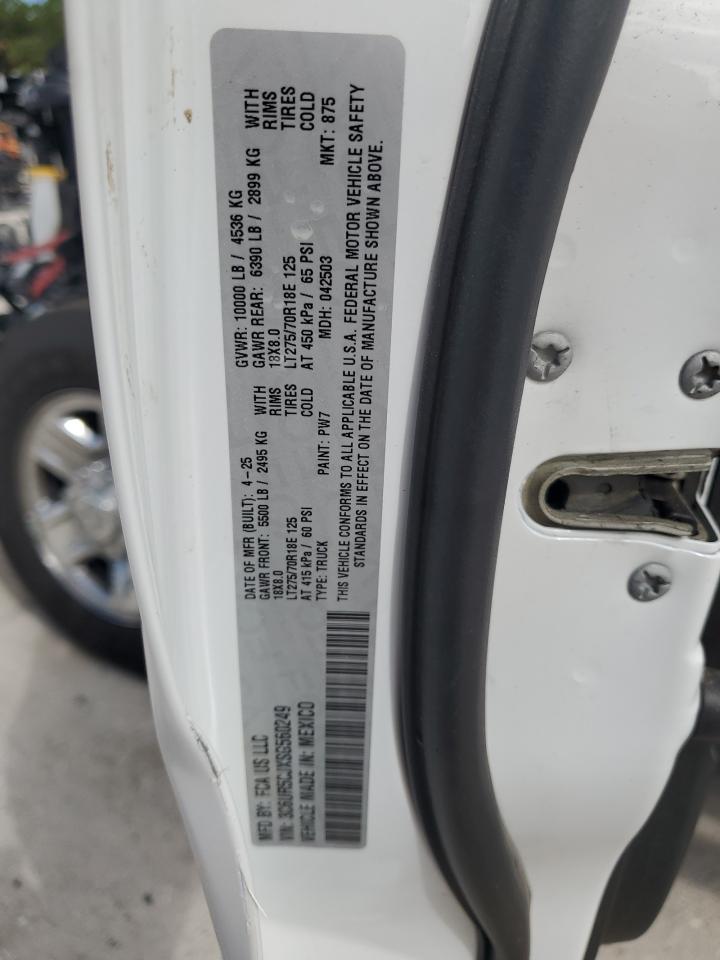 MFD BY: FCA US LLC
DATE OF MFR (BUILT): 4-25
GVWR: 10000 LB / 4536 KG
VIN: 3C6UR5CJXSG560249
GAWR FRONT: 5500 LB / 2495 KG WITH
GAWR REAR: 6390 LB / 2899 KG WITH
VEHICLE MADE IN: MEXICO
18X8.0 RIMS
18X8.0 RIMS
LT275/70R18E 125 TIRES
LT275/70R18E 125 TIRES
AT 415 kPa / 60 PSI COLD
AT 450 kPa / 65 PSI COLD
TYPE: TRUCK PAINT: PW7 MDH: 042503 MKT: 875
THIS VEHICLE CONFORMS TO ALL APPLICABLE U.S.A. FEDERAL MOTOR VEHICLE SAFETY
STANDARDS IN EFFECT ON THE DATE OF MANUFACTURE SHOWN ABOVE.